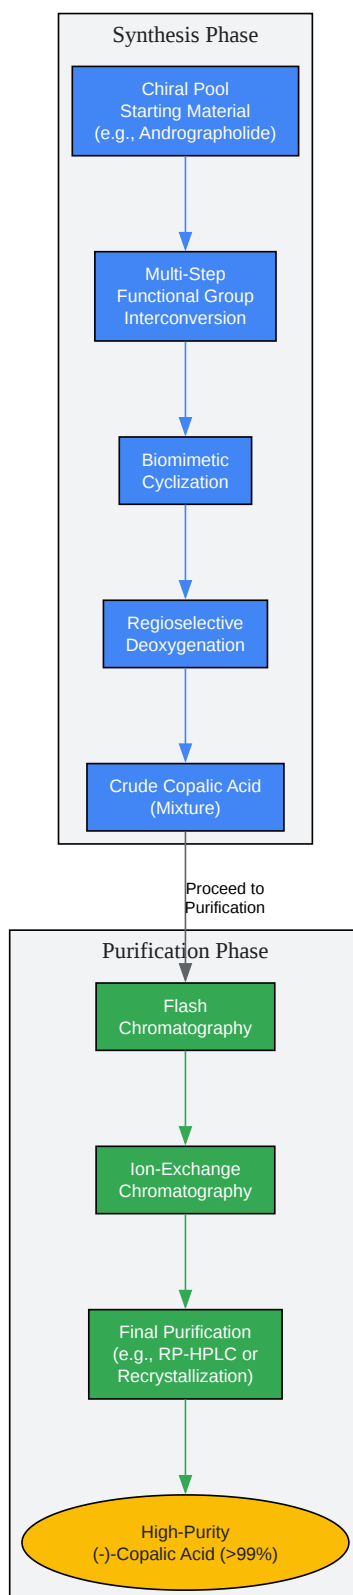 Synthesis Phase
Chiral Pool
Starting Material
(e.g., Andrographolide)
Multi-Step
Functional Group
Interconversion
Biomimetic
Cyclization
Regioselective
Deoxygenation
Crude Copalic Acid
(Mixture)
Proceed to
Purification
Purification Phase
Flash
Chromatography
Ion-Exchange
Chromatography
Final Purification
(e.g., RP-HPLC or
Recrystallization)
High-Purity
(-)-Copalic Acid (>99%)